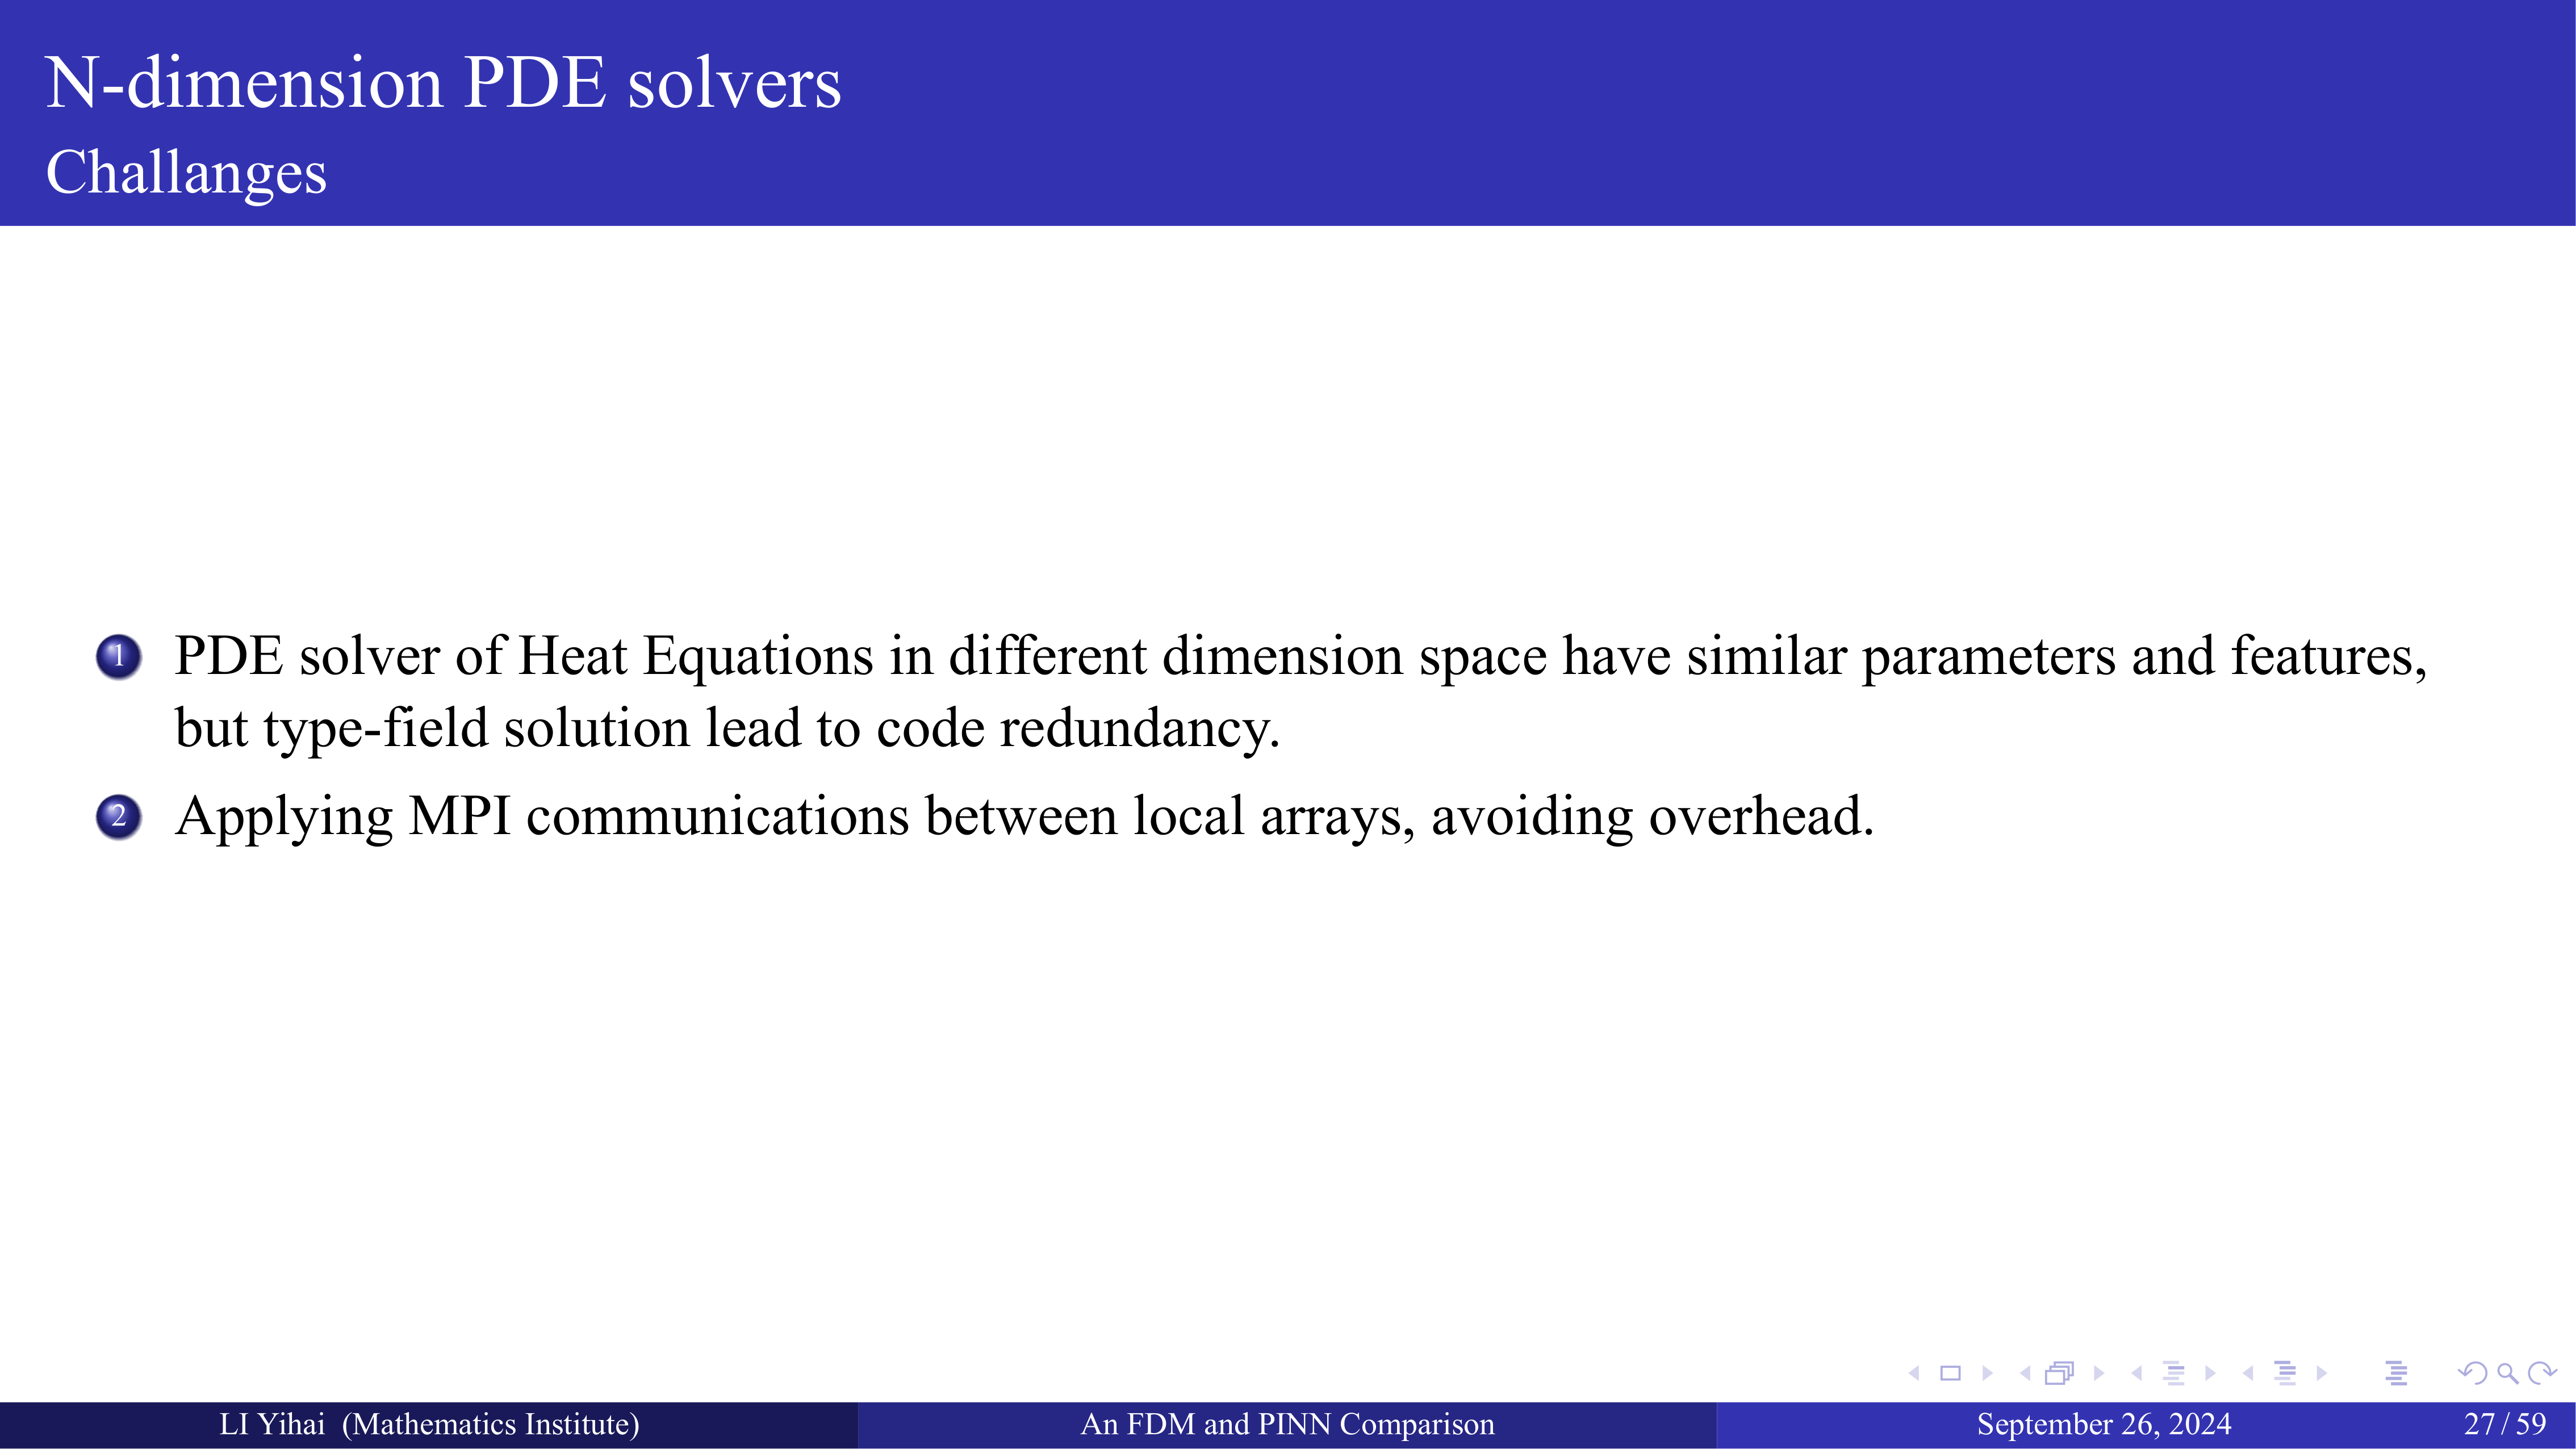 N-dimension PDE solvers
Challanges
1 PDE solver of Heat Equations in different dimension space have similar parameters and features,
but type-field solution lead to code redundancy.
2 Applying MPI communications between local arrays, avoiding overhead.
LI Yihai (Mathematics Institute) An FDM and PINN Comparison September 26, 2024 27 / 59